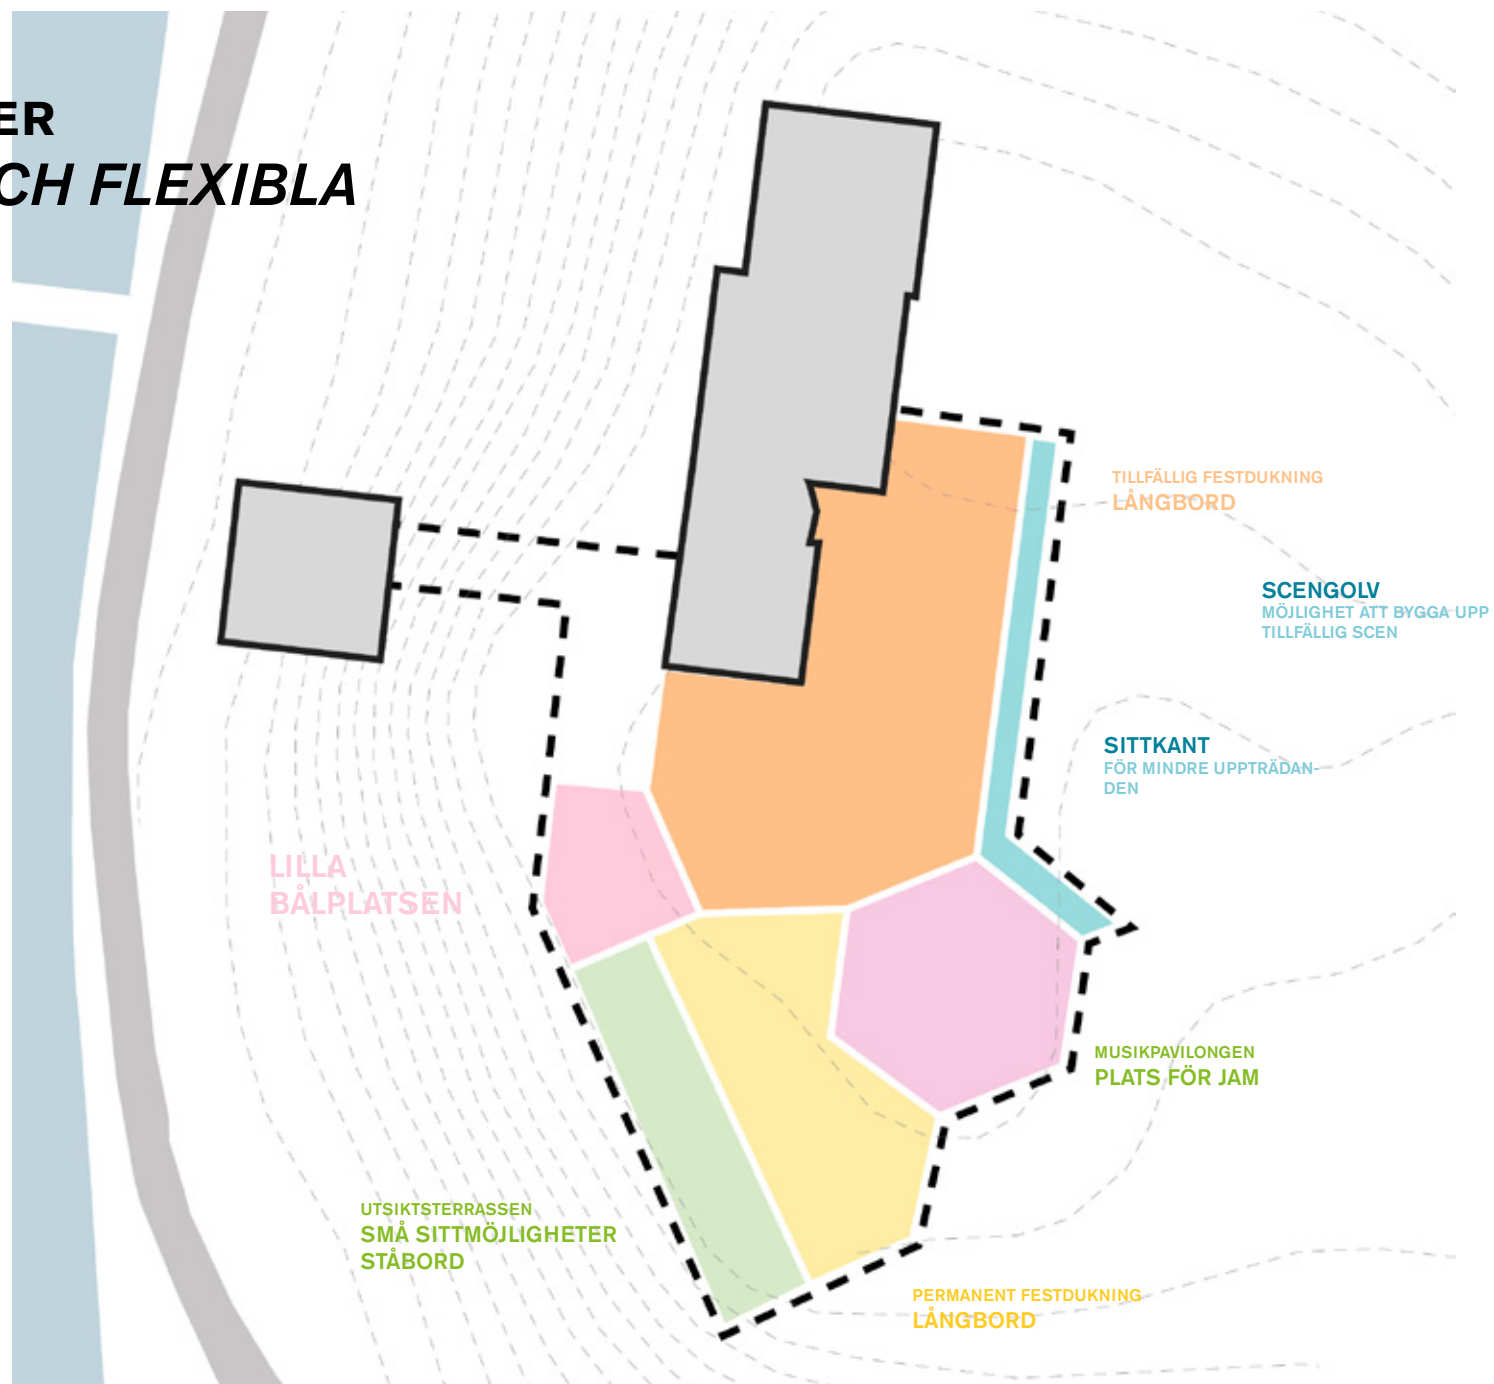 ER
CH FLEXIBLA
TILLFÄLLIG FESTDUKNING
LÅNGBORD
SCENGOLV
MÖJLIGHET ATT BYGGA UPP
TILLFÄLLIG SCEN
SITTKANT
FÖR MINDRE UPPTRÄDAN-
DEN
LILLA
BÅLPLATSEN
MUSIKPAVILONGEN
PLATS FÖR JAM
UTSIKTSTERRASSEN
SMÅ SITTMÖJLIGHETER
STÅBORD
PERMANENT FESTDUKNING
LÅNGBORD